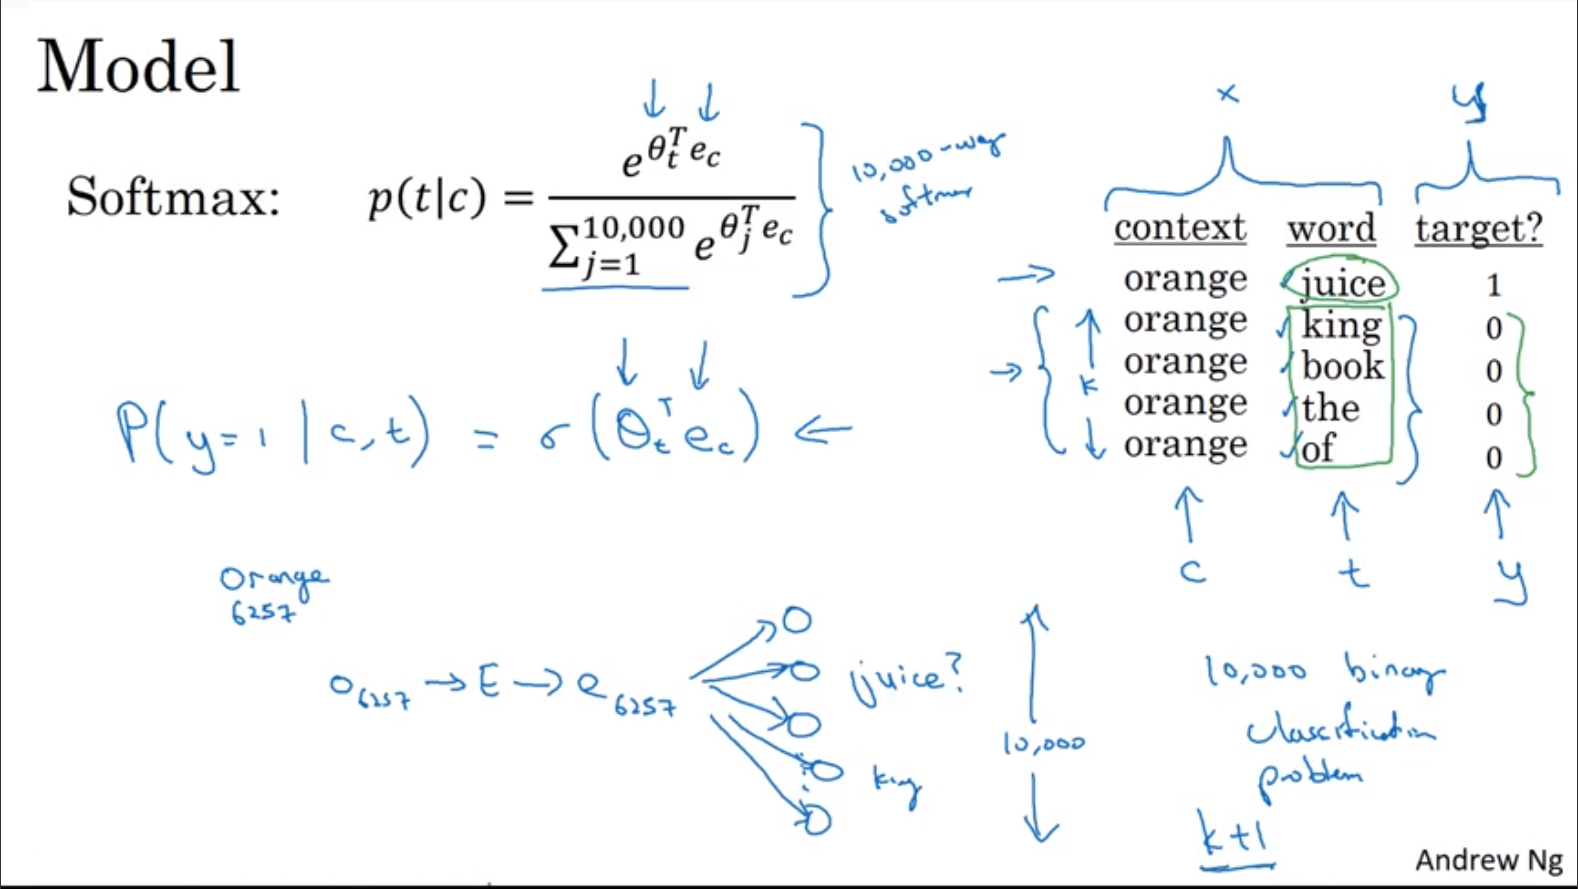 Model
Softmax: p(t|c) = e^{θ_t^T e_c} / ∑_{j=1}^{10,000} e^{θ_j^T e_c}
10,000-way
softmax
P(y=1 | c,t) = σ(θ_t^T e_c) ←
Orange
6257
O_6257 → E → e_6257
juice?
king
10,000
x y
context word target?
→ orange juice 1
orange king 0
→ orange book 0
k
orange the 0
orange of 0
c t y
10,000 binary
classification
problem
k+1
Andrew Ng